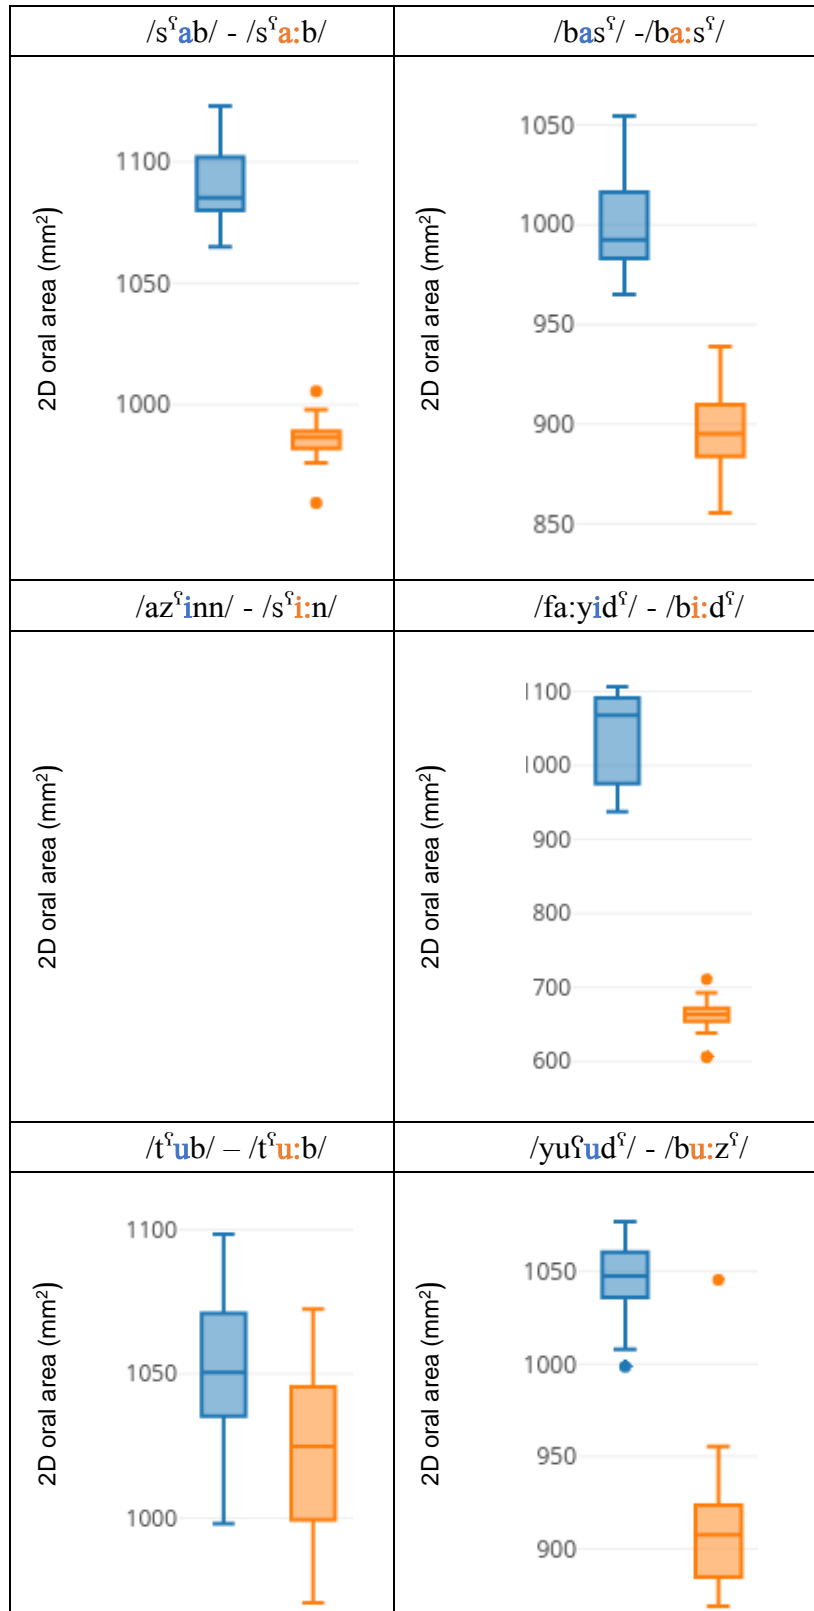 /sˤab/ - /sˤa:b/
/basˤ/ -/ba:sˤ/
2D oral area (mm²)
1100
1050
1000
2D oral area (mm²)
1050
1000
950
900
850
/azˤinn/ - /sˤi:n/
/fa:yidˤ/ - /bi:dˤ/
2D oral area (mm²)
2D oral area (mm²)
1100
1000
900
800
700
600
/tˤub/ – /tˤu:b/
/yuʕudˤ/ - /bu:zˤ/
2D oral area (mm²)
1100
1050
1000
2D oral area (mm²)
1050
1000
950
900